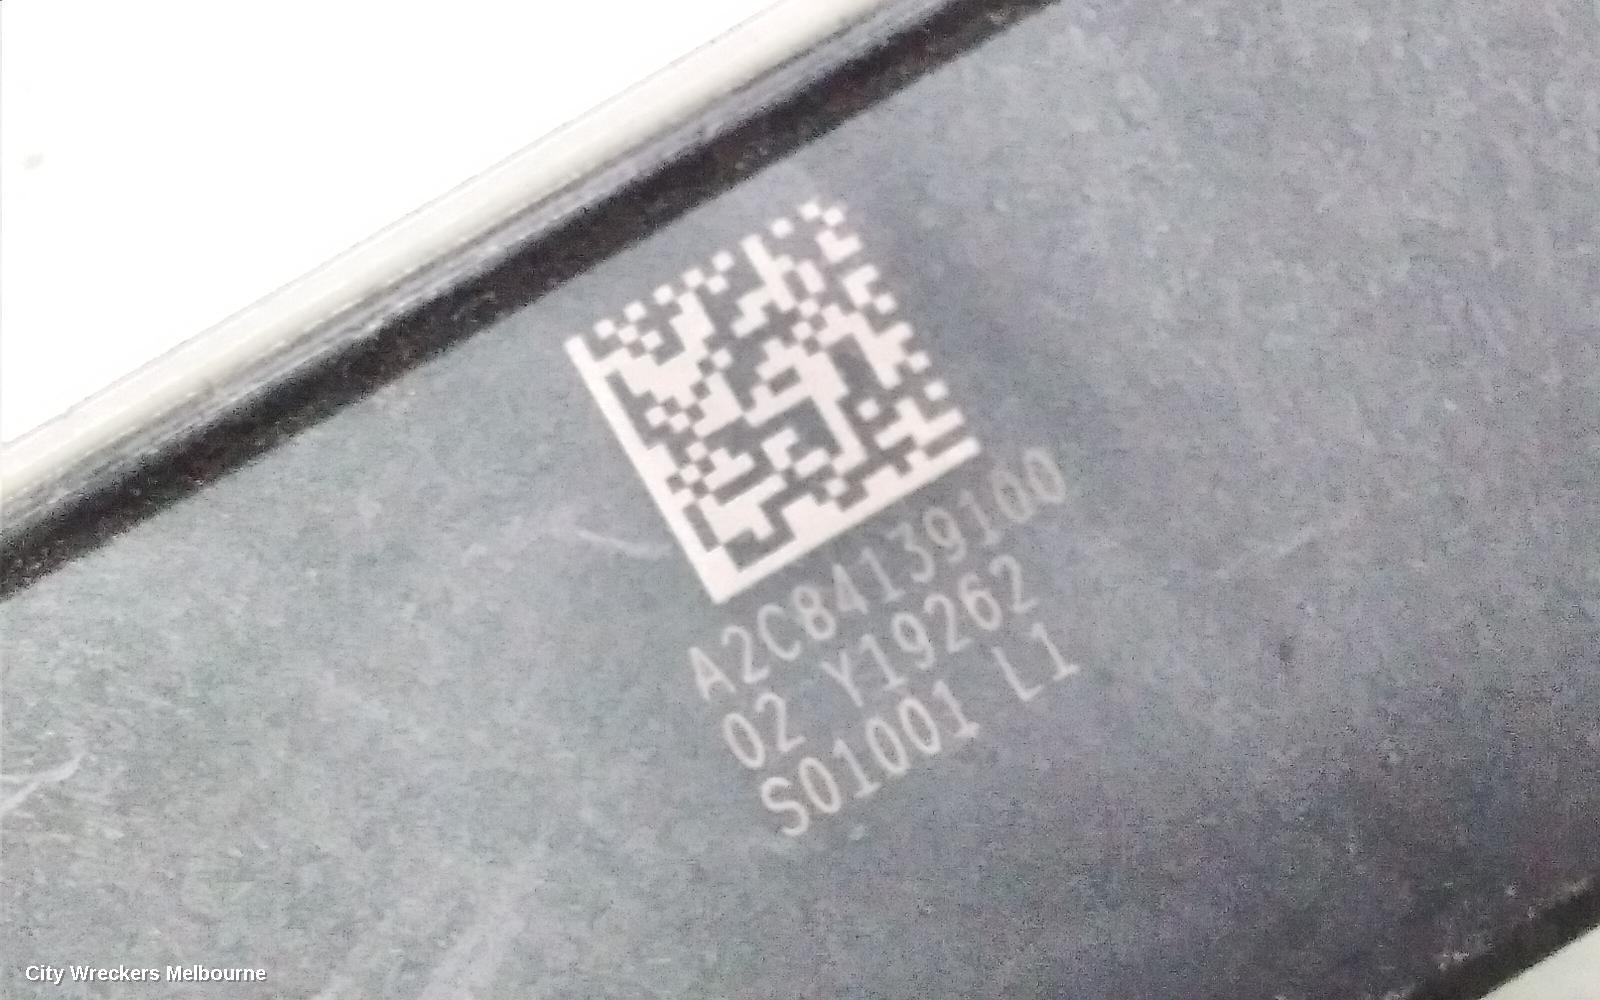 A2C84139100
02 Y19262
S01001 L1
City Wreckers Melbourne